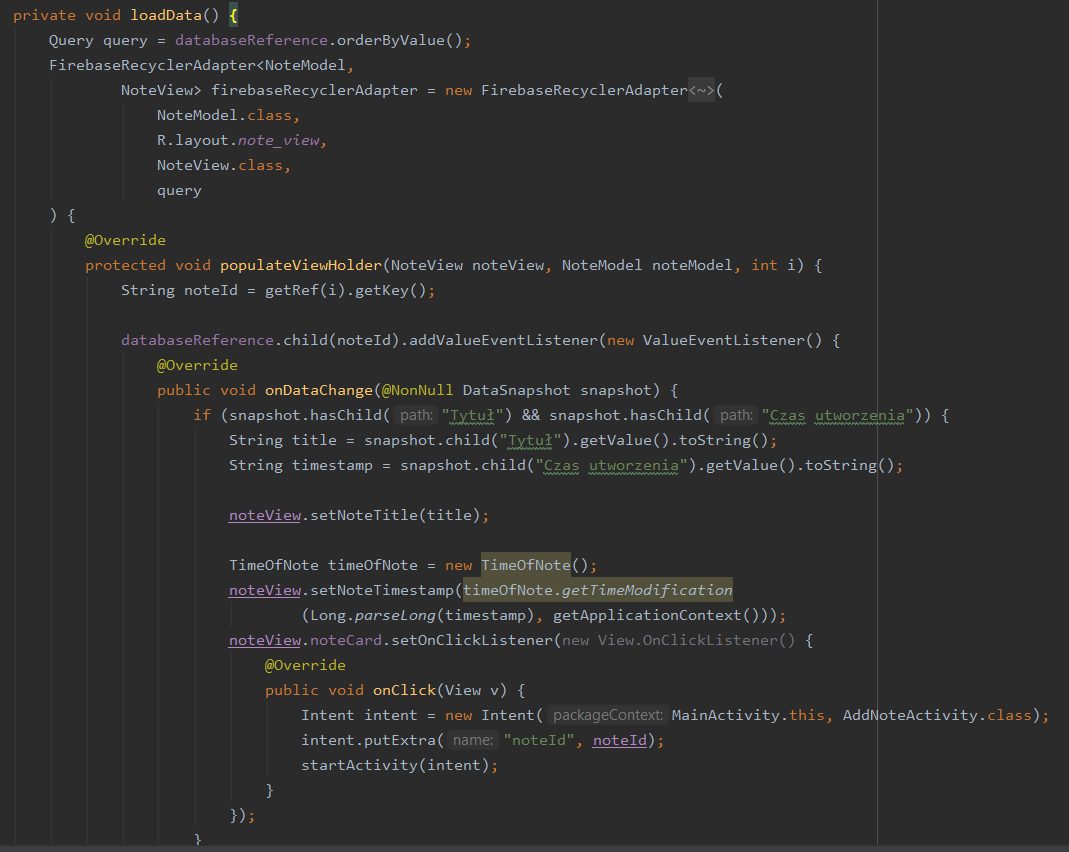 private void loadData() {
Query query = databaseReference.orderByValue();
FirebaseRecyclerAdapter<NoteModel,
NoteView> firebaseRecyclerAdapter = new FirebaseRecyclerAdapter<~>(
NoteModel.class,
R.layout.note_view,
NoteView.class,
query
) {
@Override
protected void populateViewHolder(NoteView noteView, NoteModel noteModel, int i) {
String noteId = getRef(i).getKey();
databaseReference.child(noteId).addValueEventListener(new ValueEventListener() {
@Override
public void onDataChange(@NonNull DataSnapshot snapshot) {
if (snapshot.hasChild( path: "Tytuł") && snapshot.hasChild( path: "Czas utworzenia")) {
String title = snapshot.child("Tytuł").getValue().toString();
String timestamp = snapshot.child("Czas utworzenia").getValue().toString();
noteView.setNoteTitle(title);
TimeOfNote timeOfNote = new TimeOfNote();
noteView.setNoteTimestamp(timeOfNote.getTimeModification
(Long.parseLong(timestamp), getApplicationContext()));
noteView.noteCard.setOnClickListener(new View.OnClickListener() {
@Override
public void onClick(View v) {
Intent intent = new Intent( packageContext: MainActivity.this, AddNoteActivity.class);
intent.putExtra( name: "noteId", noteId);
startActivity(intent);
}
});
}